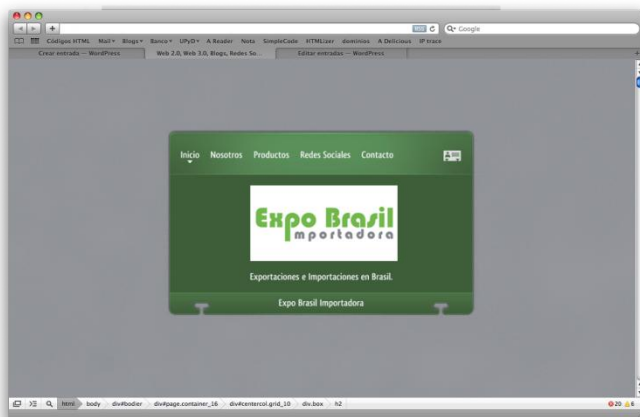 Google
Códigos HTML Mail Blogs Banca UPyD A Reader Nota SimpleCode HTMLizer dominios A Delicious IP trace
Crear entrada — WordPress Web 2.0, Web 3.0, Blogs, Redes So... Editar entradas — WordPress
Inicio Nosotros Productos Redes Sociales Contacto
Expo Brasil
Importadora
Exportaciones e Importaciones en Brasil.
Expo Brasil Importadora
html body div#bodier div#page.container_16 div#centercol.grid_10 div.box h2 20 6